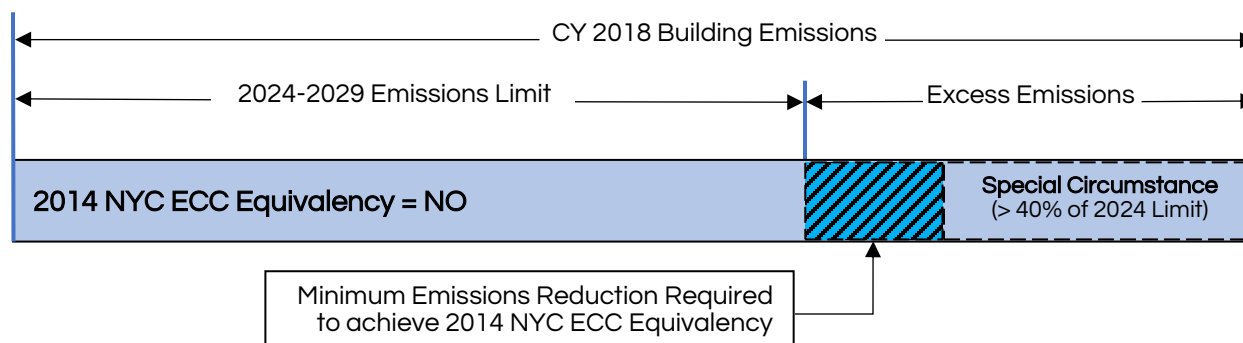 CY 2018 Building Emissions
2024-2029 Emissions Limit
Excess Emissions
2014 NYC ECC Equivalency = NO
Special Circumstance
(> 40% of 2024 Limit)
Minimum Emissions Reduction Required
to achieve 2014 NYC ECC Equivalency